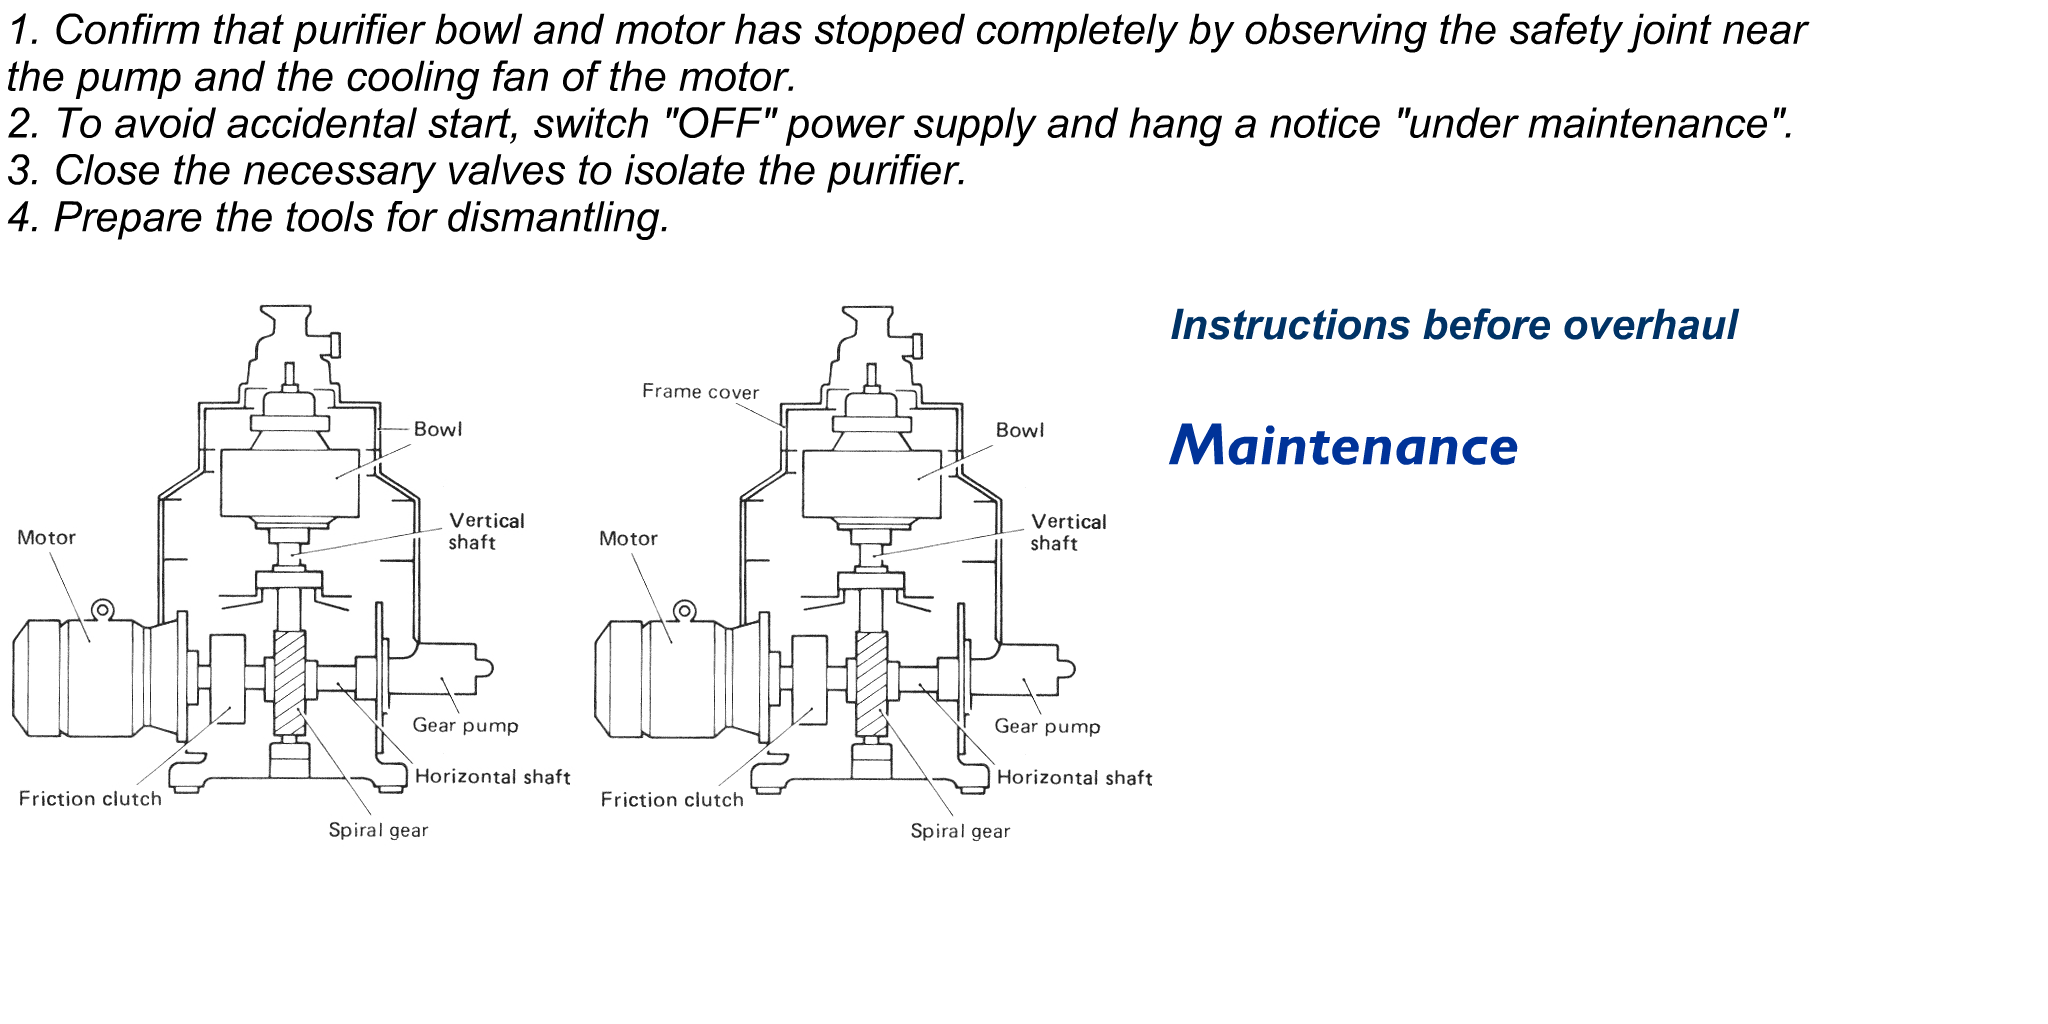 1. Confirm that purifier bowl and motor has stopped completely by observing the safety joint near
the pump and the cooling fan of the motor.
2. To avoid accidental start, switch "OFF" power supply and hang a notice "under maintenance".
3. Close the necessary valves to isolate the purifier.
4. Prepare the tools for dismantling.
Bowl
Vertical
shaft
Motor
Gear pump
Horizontal shaft
Friction clutch
Spiral gear
Frame cover
Bowl
Vertical
shaft
Motor
Gear pump
Horizontal shaft
Friction clutch
Spiral gear
Instructions before overhaul
Maintenance